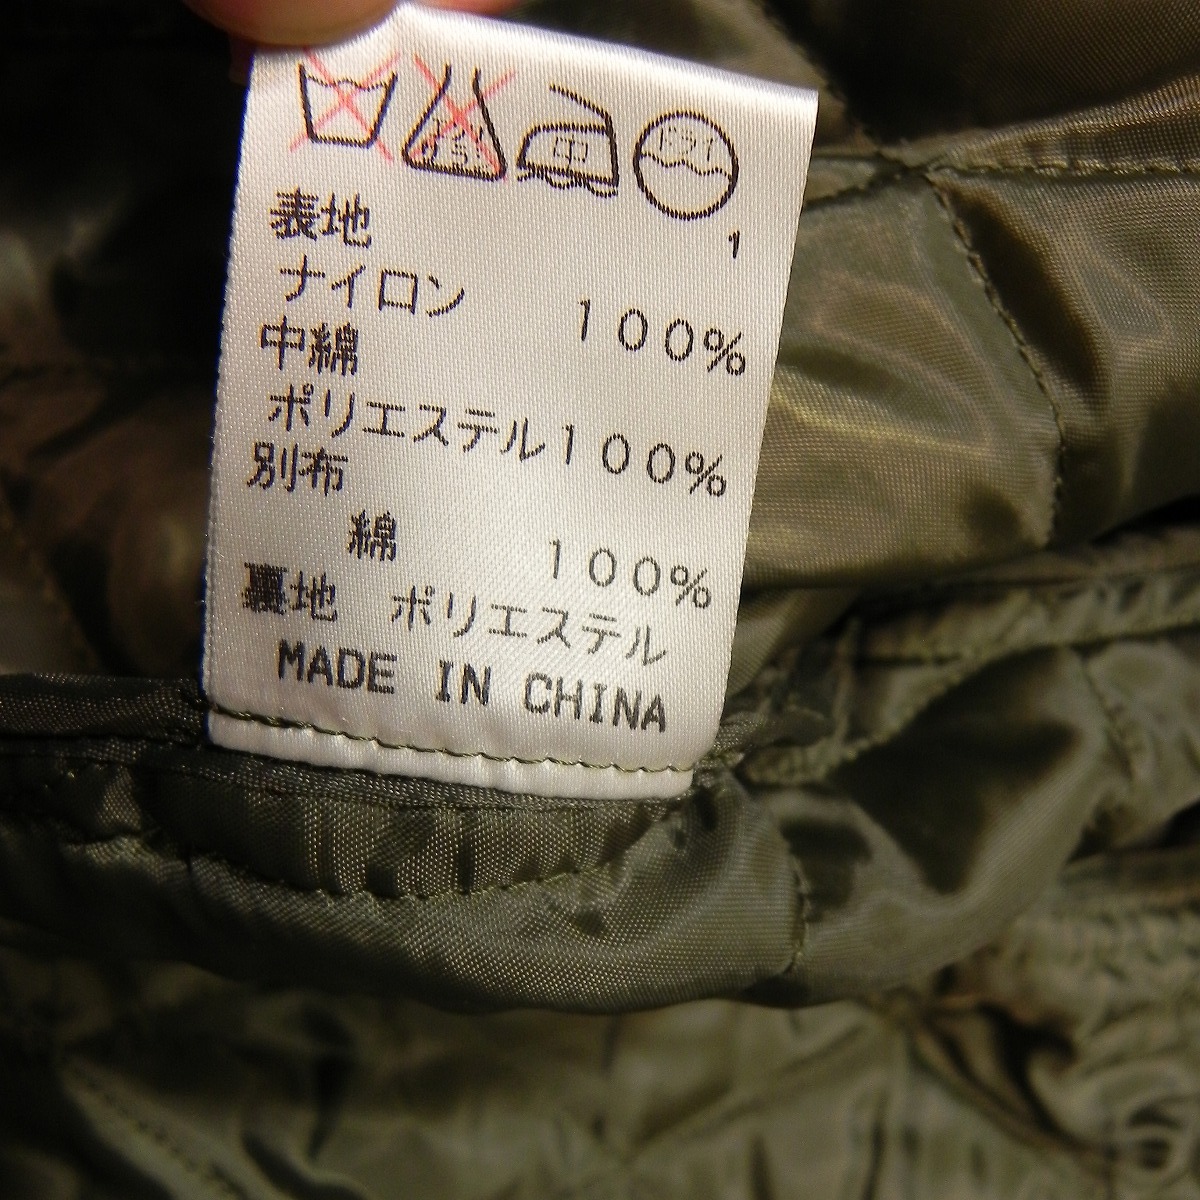 中
表地
1
ナイロン 100%
中綿
ポリエステル100%
別布
綿 100%
裏地 ポリエステル
MADE IN CHINA